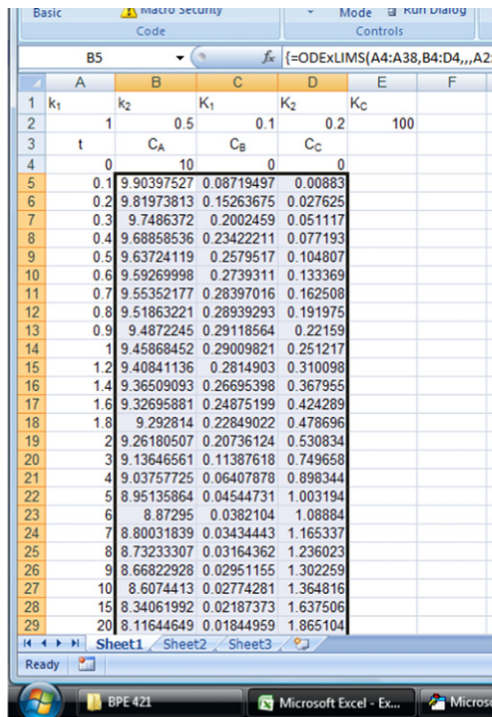 Basic Macro Security Mode Run Dialog
Code Controls
B5 fx {=ODExLIMS(A4:A38,B4:D4,,,A2:
A B C D E F
1 k1 k2 K1 K2 KC
2 1 0.5 0.1 0.2 100
3 t CA CB CC
4 0 10 0 0
5 0.1 9.90397527 0.08719497 0.00883
6 0.2 9.81973813 0.15263675 0.027625
7 0.3 9.7486372 0.2002459 0.051117
8 0.4 9.68858536 0.23422211 0.077193
9 0.5 9.63724119 0.2579517 0.104807
10 0.6 9.59269998 0.2739311 0.133369
11 0.7 9.55352177 0.28397016 0.162508
12 0.8 9.51863221 0.28939293 0.191975
13 0.9 9.4872245 0.29118564 0.22159
14 1 9.45868452 0.29009821 0.251217
15 1.2 9.40841136 0.2814903 0.310098
16 1.4 9.36509093 0.26695398 0.367955
17 1.6 9.32695881 0.24875199 0.424289
18 1.8 9.292814 0.22849022 0.478696
19 2 9.26180507 0.20736124 0.530834
20 3 9.13646561 0.11387618 0.749658
21 4 9.03757725 0.06407878 0.898344
22 5 8.95135864 0.04544731 1.003194
23 6 8.87295 0.0382104 1.08884
24 7 8.80031839 0.03434443 1.165337
25 8 8.73233307 0.03164362 1.236023
26 9 8.66822928 0.02951155 1.302259
27 10 8.6074413 0.02774281 1.364816
28 15 8.34061992 0.02187373 1.637506
29 20 8.11644649 0.01844959 1.865104
Sheet1 Sheet2 Sheet3
Ready
BPE 421 Microsoft Excel - Ex... Micros